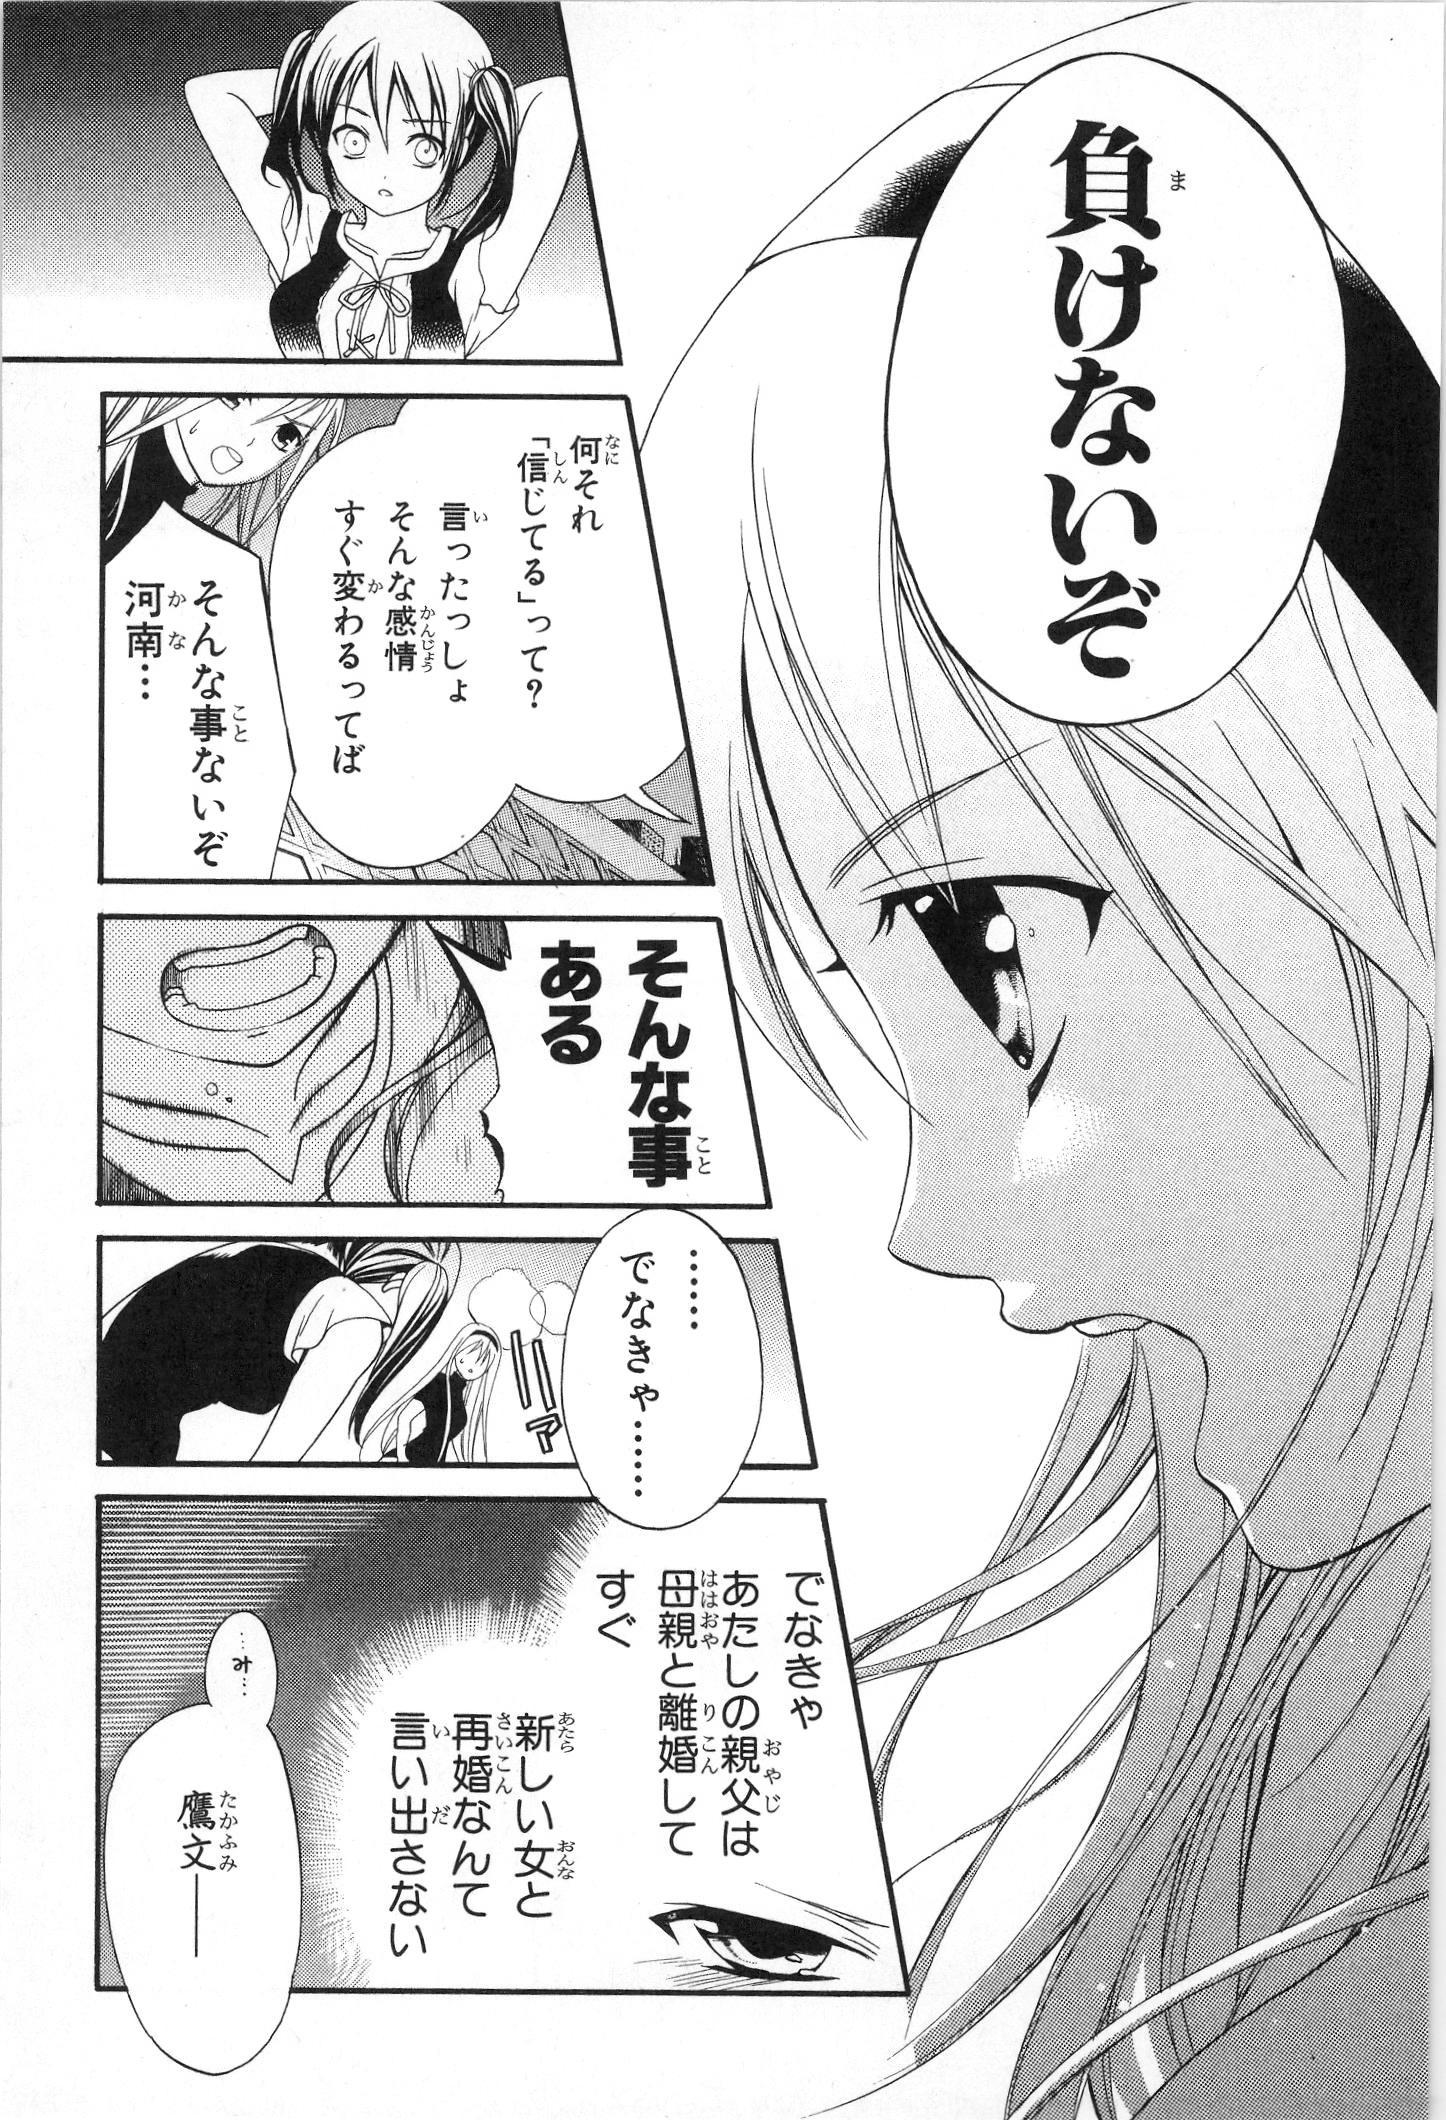 負けないぞ
何それ
「信じてる」って?
言ったっしょ
そんな感情
すぐ変わるってば
そんな事ないぞ
河南…
そんな事
ある
……
でなきゃ……
ハァ
でなきゃ
あたしの親父は
母親と離婚して
すぐ
新しい女と
再婚なんて
言い出さない
…み…
鷹文──